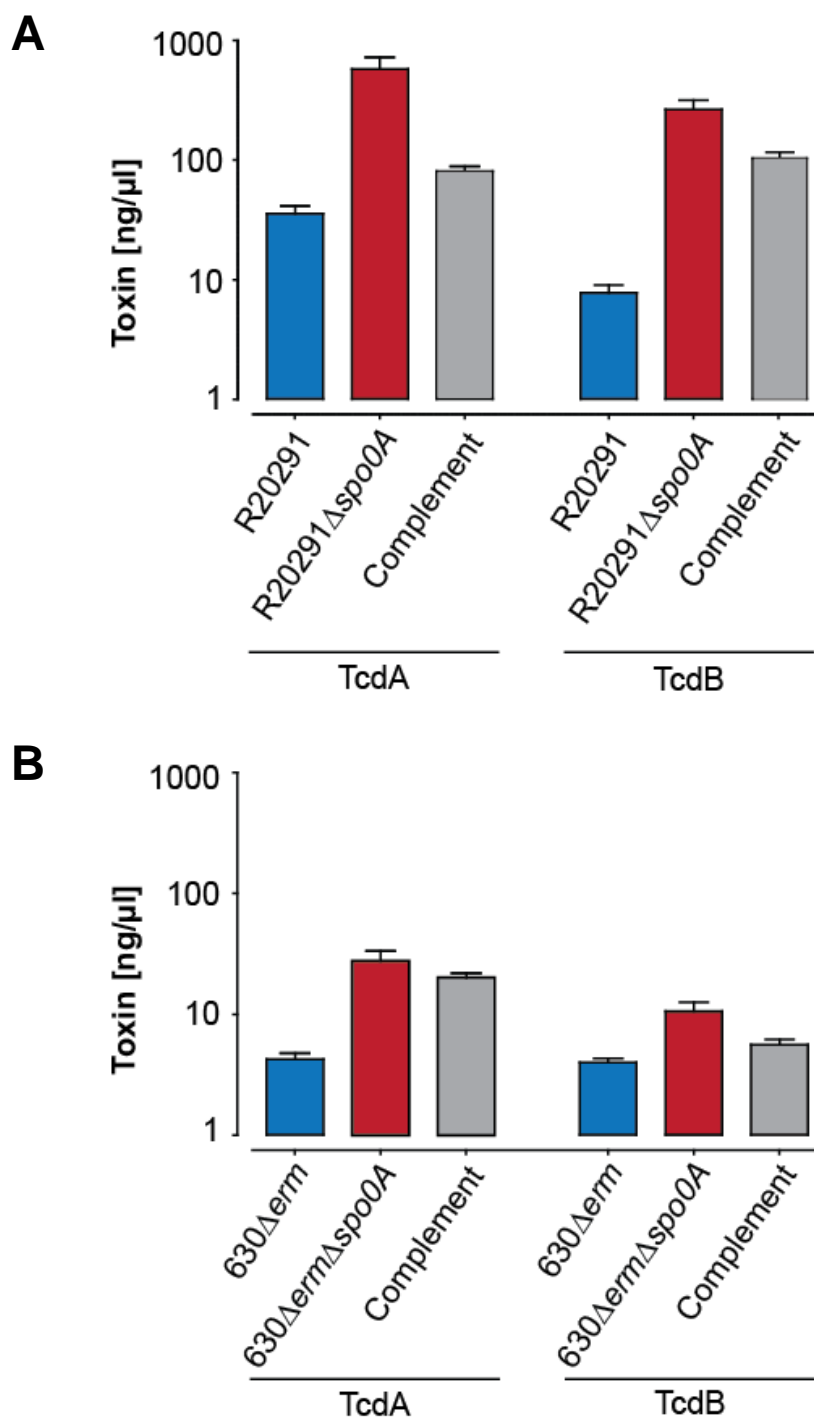 A
Toxin [ng/µl]
1000
100
10
1
R20291
R20291Δspo0A
Complement
R20291
R20291Δspo0A
Complement
TcdA
TcdB
B
Toxin [ng/µl]
1000
100
10
1
630Δerm
630ΔermΔspo0A
Complement
630Δerm
630ΔermΔspo0A
Complement
TcdA
TcdB